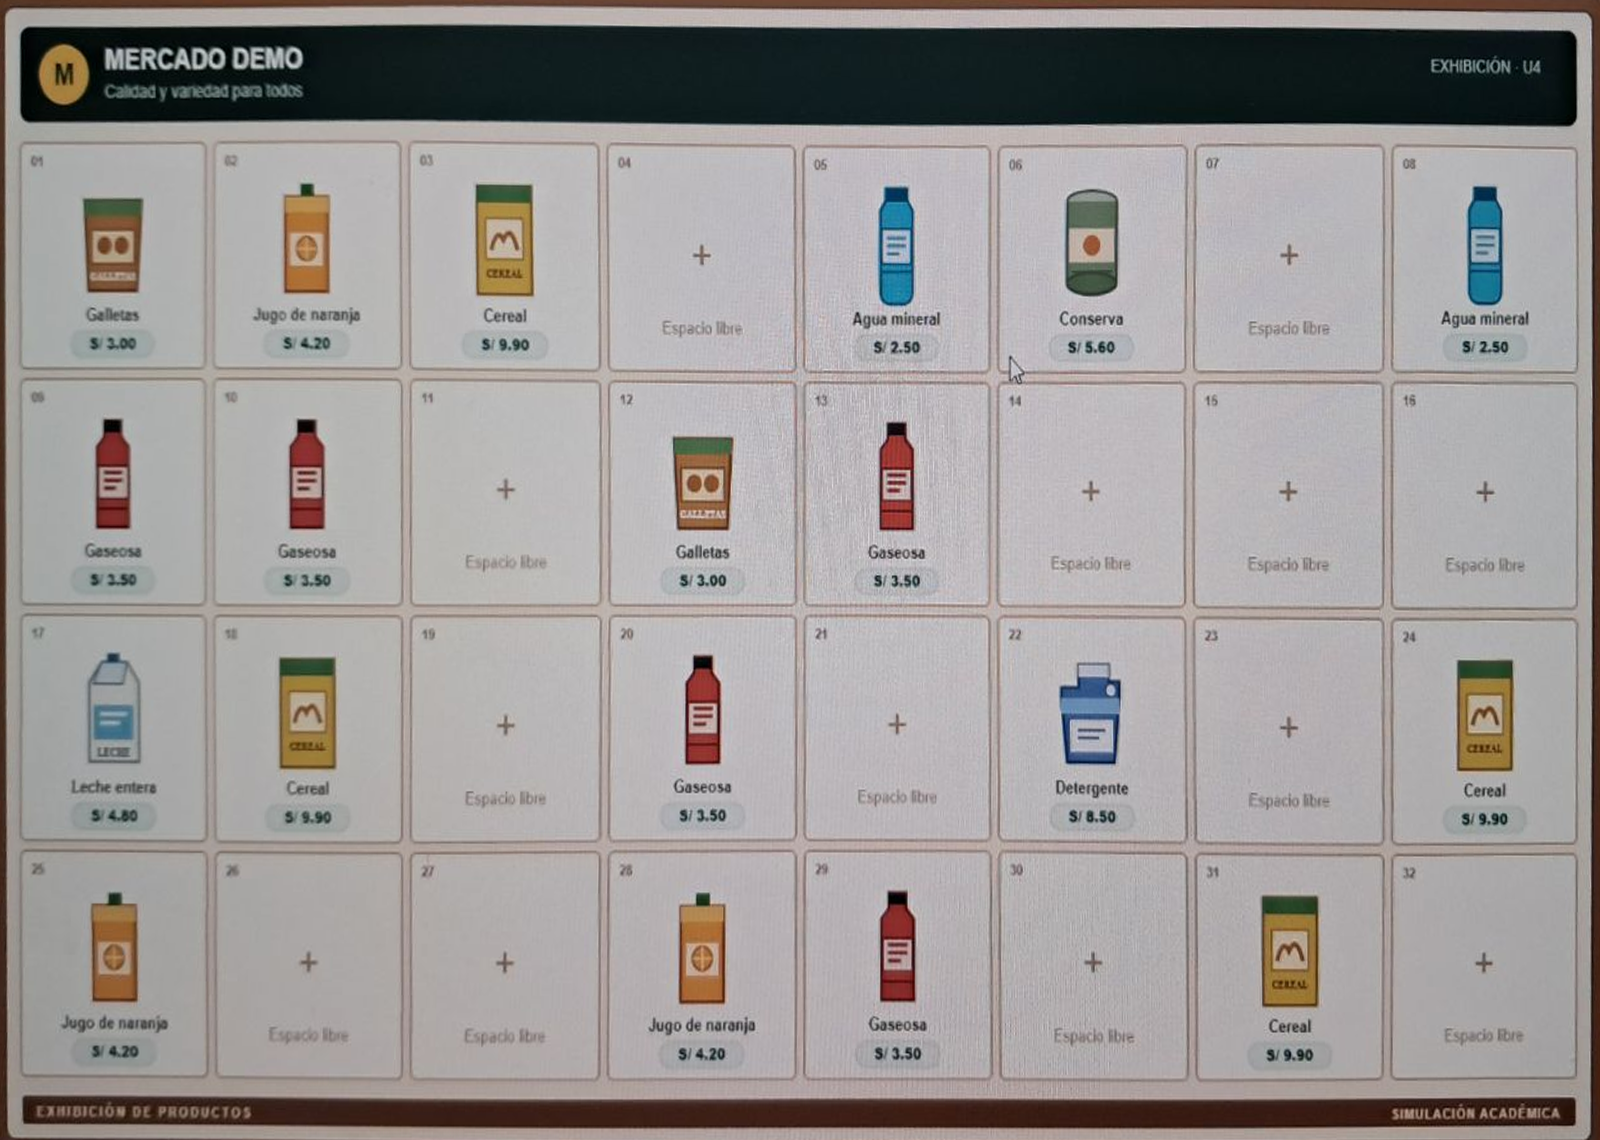 M
MERCADO DEMO
Calidad y variedad para todos
EXHIBICIÓN · U4
01
GALLETAS
Galletas
S/ 3.00
02
Jugo de naranja
S/ 4.20
03
CEREAL
Cereal
S/ 9.90
04
+
Espacio libre
05
Agua mineral
S/ 2.50
06
Conserva
S/ 5.60
07
+
Espacio libre
08
Agua mineral
S/ 2.50
09
Gaseosa
S/ 3.50
10
Gaseosa
S/ 3.50
11
+
Espacio libre
12
GALLETAS
Galletas
S/ 3.00
13
Gaseosa
S/ 3.50
14
+
Espacio libre
15
+
Espacio libre
16
+
Espacio libre
17
LECHE
Leche entera
S/ 4.80
18
CEREAL
Cereal
S/ 9.90
19
+
Espacio libre
20
Gaseosa
S/ 3.50
21
+
Espacio libre
22
Detergente
S/ 8.50
23
+
Espacio libre
24
CEREAL
Cereal
S/ 9.90
25
Jugo de naranja
S/ 4.20
26
+
Espacio libre
27
+
Espacio libre
28
Jugo de naranja
S/ 4.20
29
Gaseosa
S/ 3.50
30
+
Espacio libre
31
CEREAL
Cereal
S/ 9.90
32
+
Espacio libre
EXHIBICIÓN DE PRODUCTOS
SIMULACIÓN ACADÉMICA